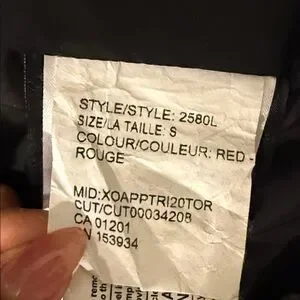 STYLE/STYLE: 2580L
SIZE/LA TAILLE: S
COLOUR/COULEUR: RED -
ROUGE
MID:XOAPPTRI20TOR
CUT/CUT00034208
CA 01201
153934